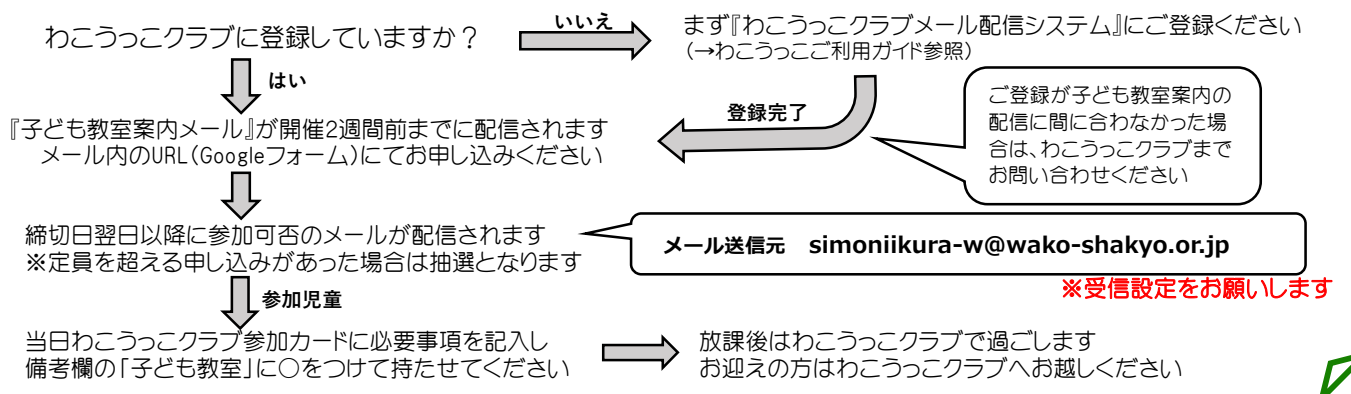 わこうっこクラブに登録していますか？
いいえ
まず『わこうっこクラブメール配信システム』にご登録ください
（→わこうっこご利用ガイド参照）
はい
登録完了
ご登録が子ども教室案内の
配信に間に合わなかった場
合は、わこうっこクラブまで
お問い合わせください
『子ども教室案内メール』が開催2週間前までに配信されます
メール内のURL（Googleフォーム）にてお申し込みください
締切日翌日以降に参加可否のメールが配信されます
※定員を超える申し込みがあった場合は抽選となります
メール送信元　simoniikura-w@wako-shakyo.or.jp
※受信設定をお願いします
参加児童
当日わこうっこクラブ参加カードに必要事項を記入し
備考欄の「子ども教室」に○をつけて持たせてください
放課後はわこうっこクラブで過ごします
お迎えの方はわこうっこクラブへお越しください